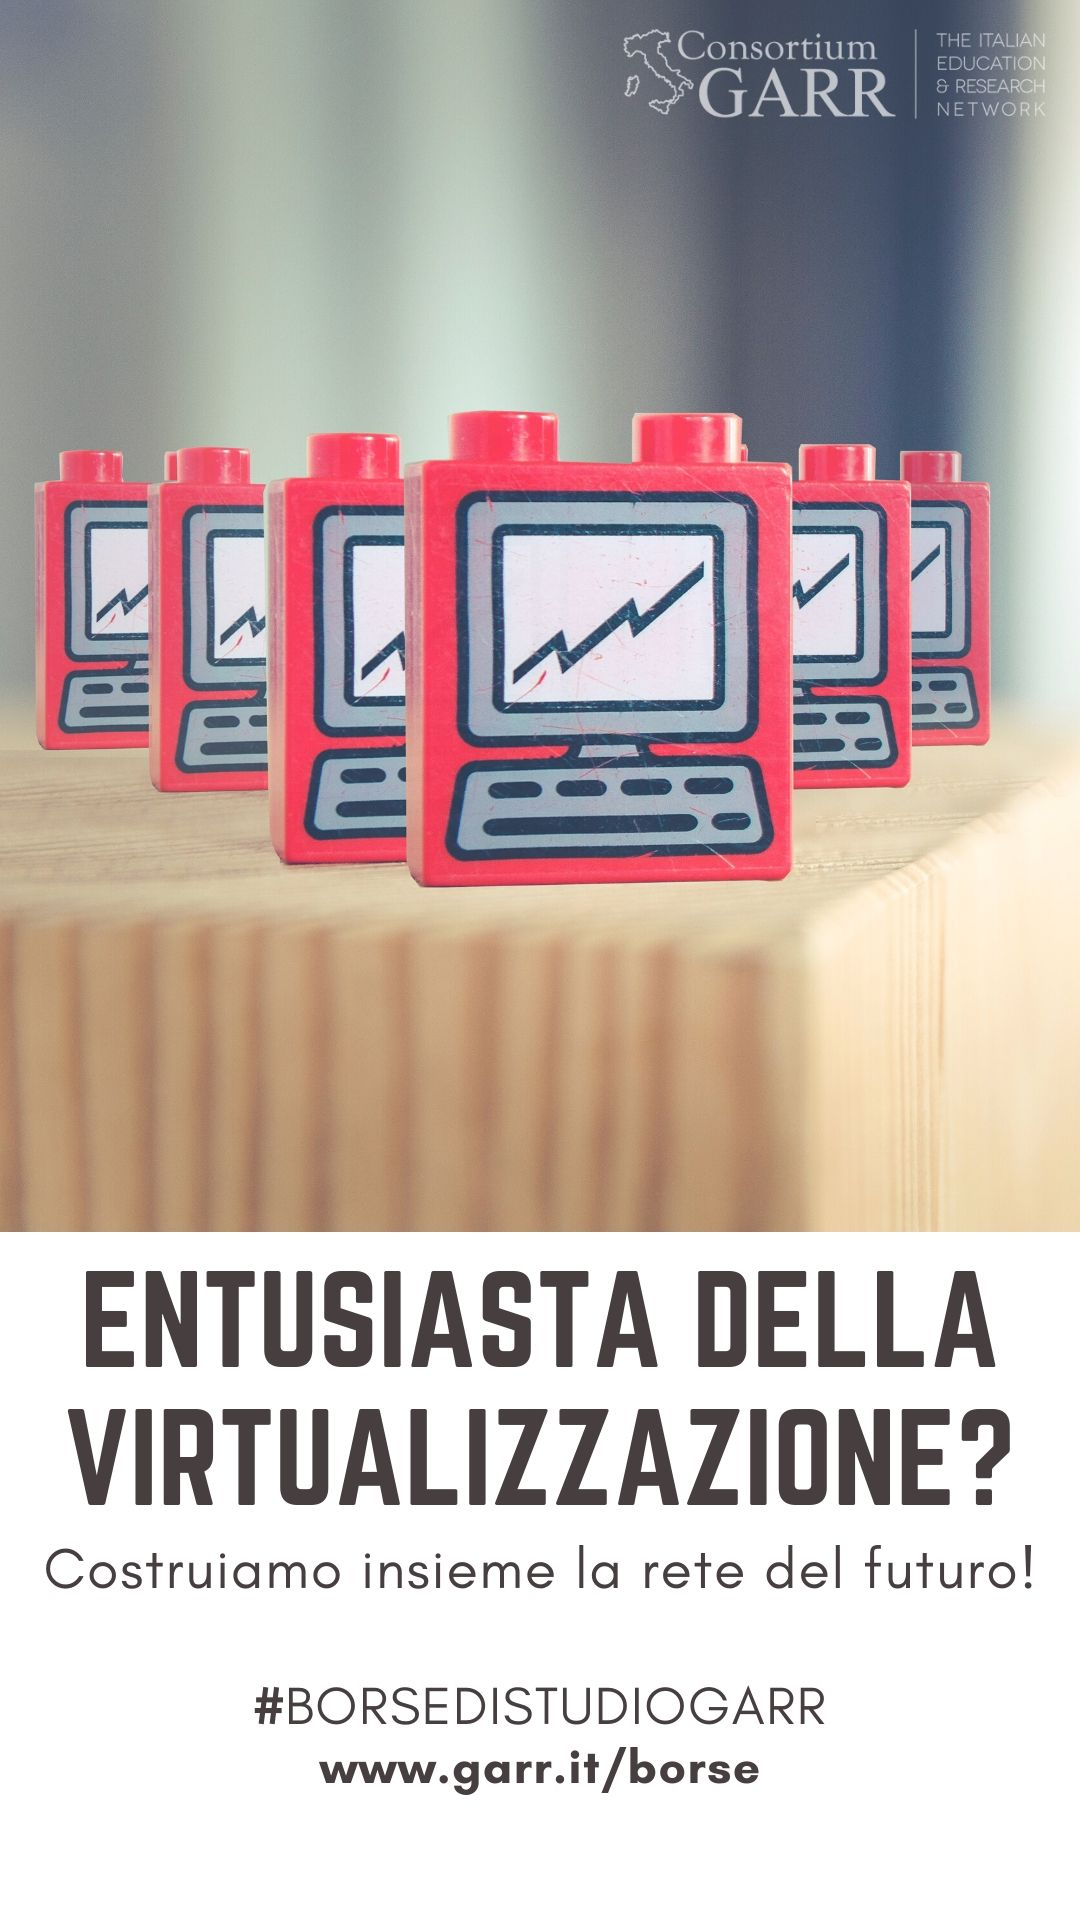 Consortium
GARR
THE ITALIAN
EDUCATION
& RESEARCH
NETWORK
ENTUSIASTA DELLA
VIRTUALIZZAZIONE?
Costruiamo insieme la rete del futuro!
#BORSEDISTUDIOGARR
www.garr.it/borse